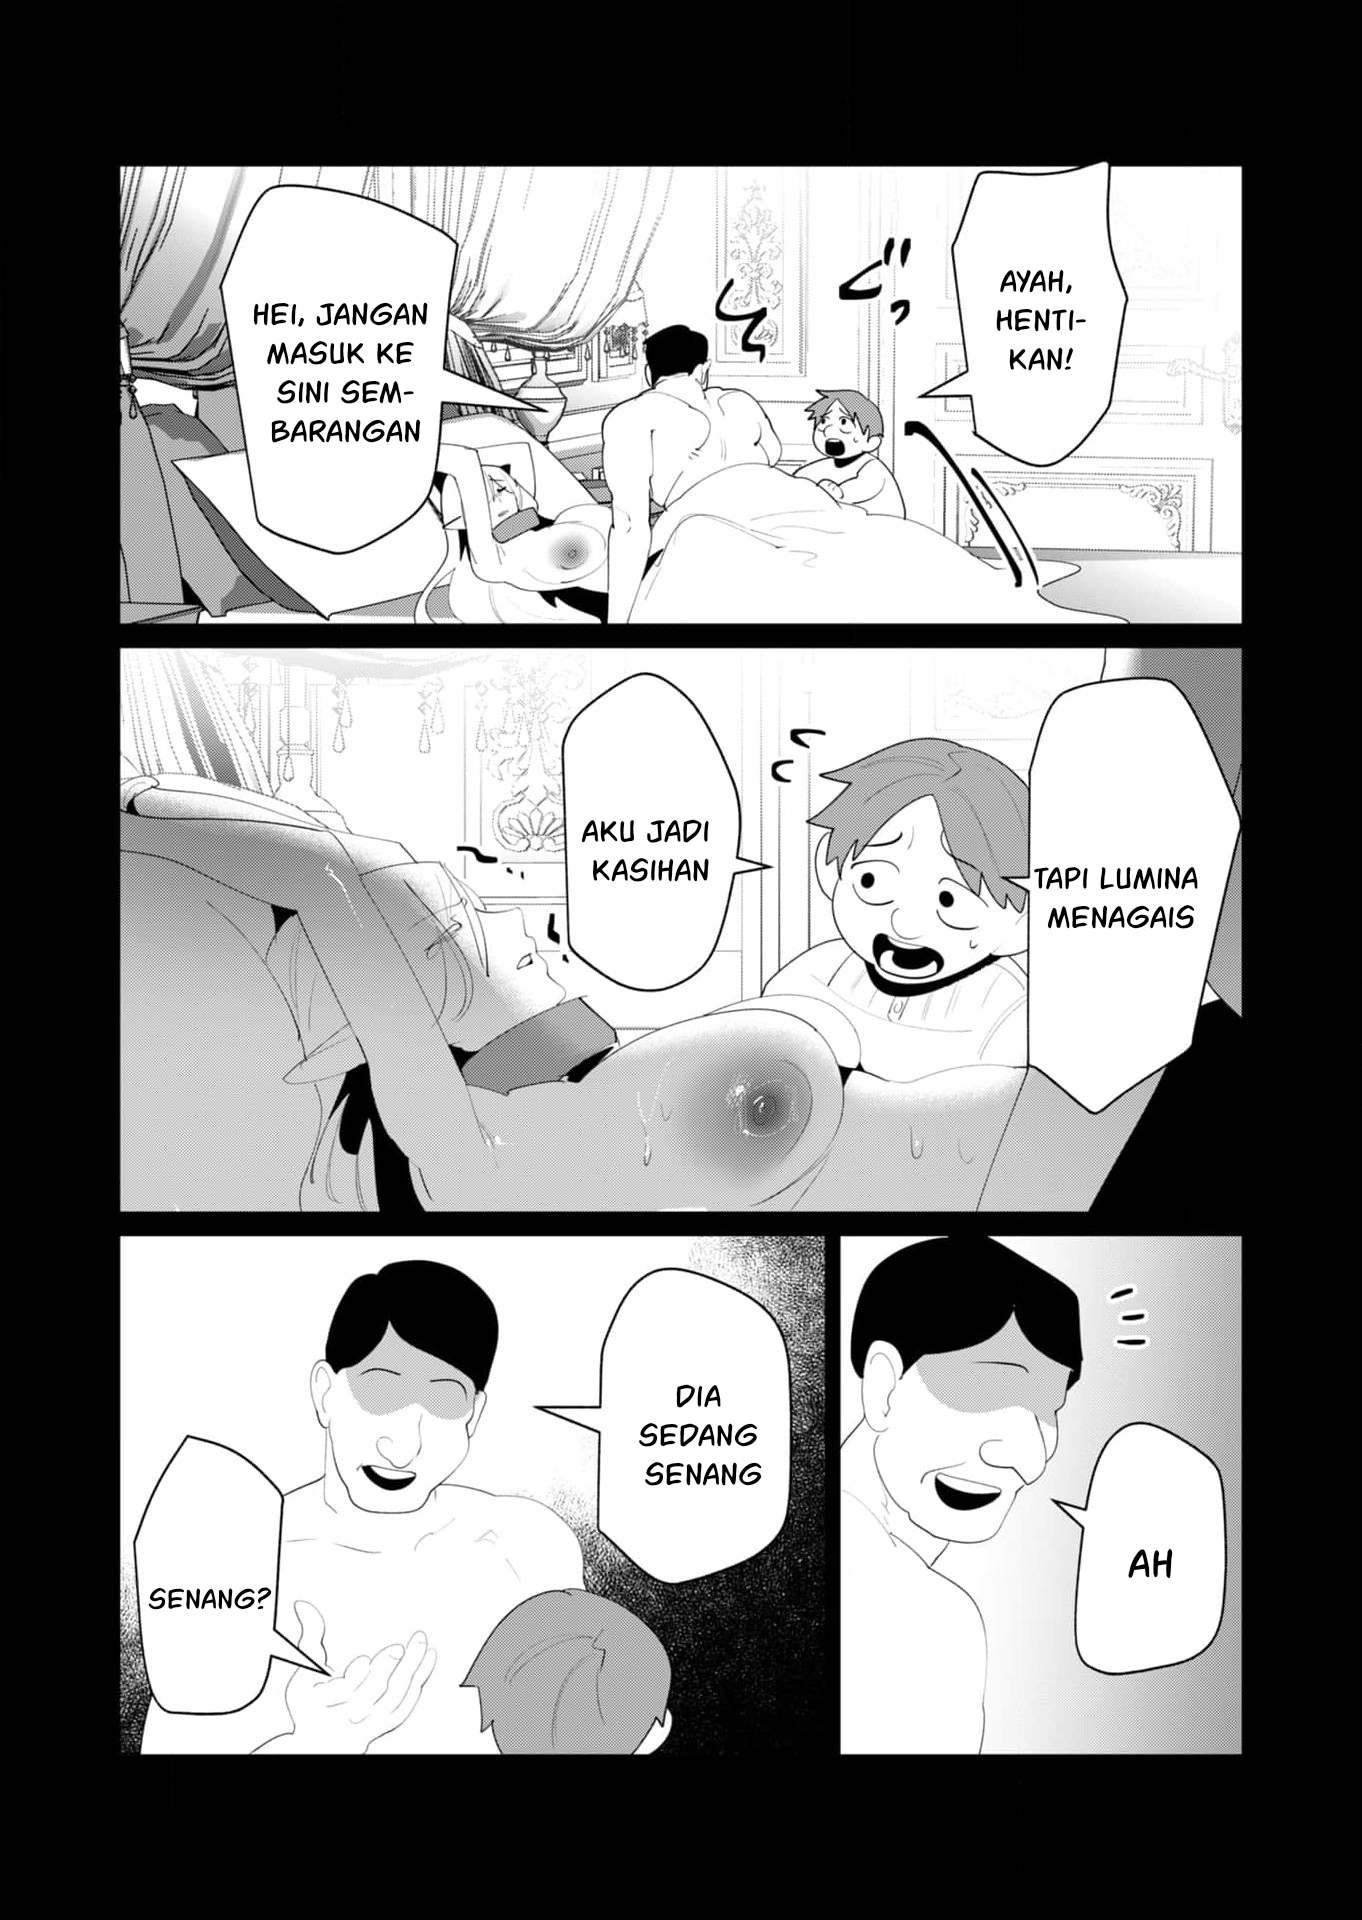 AYAH,
HENTI-
KAN!
HEI, JANGAN
MASUK KE
SINI SEM-
BARANGAN
TAPI LUMINA
MENAGAIS
AKU JADI
KASIHAN
AH
DIA
SEDANG
SENANG
SENANG?